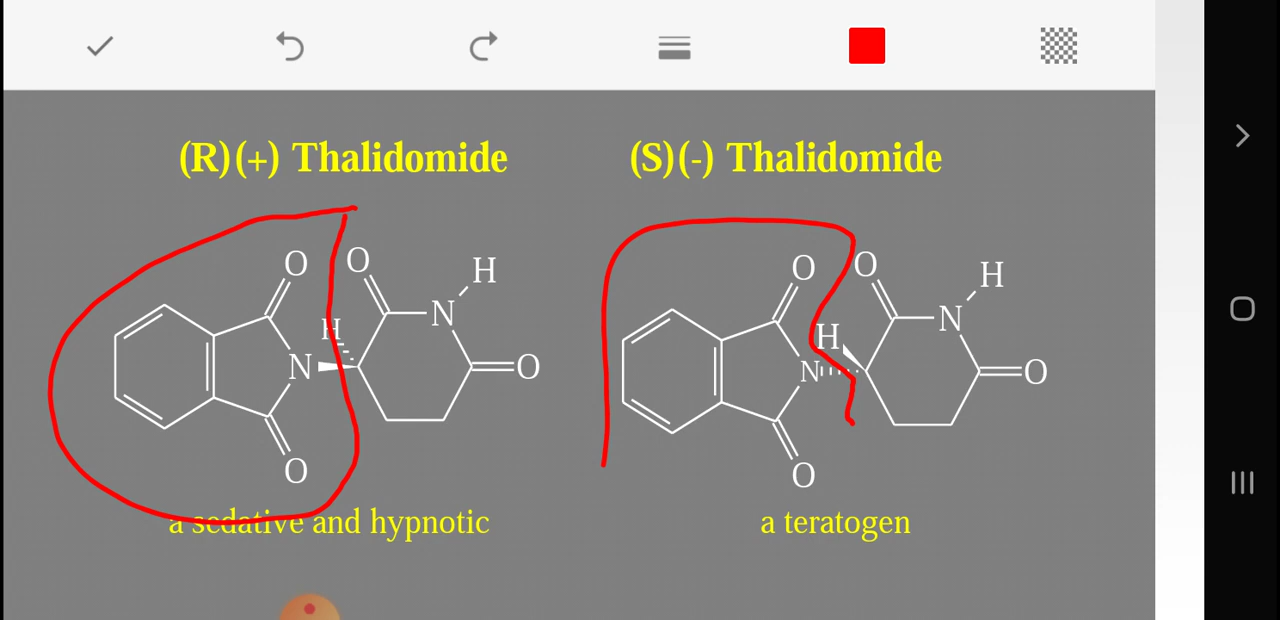 (R)(+) Thalidomide
(S)(-) Thalidomide
O
O
H
N
H
N
O
O
O
O
H
N
H
N
O
O
a sedative and hypnotic
a teratogen